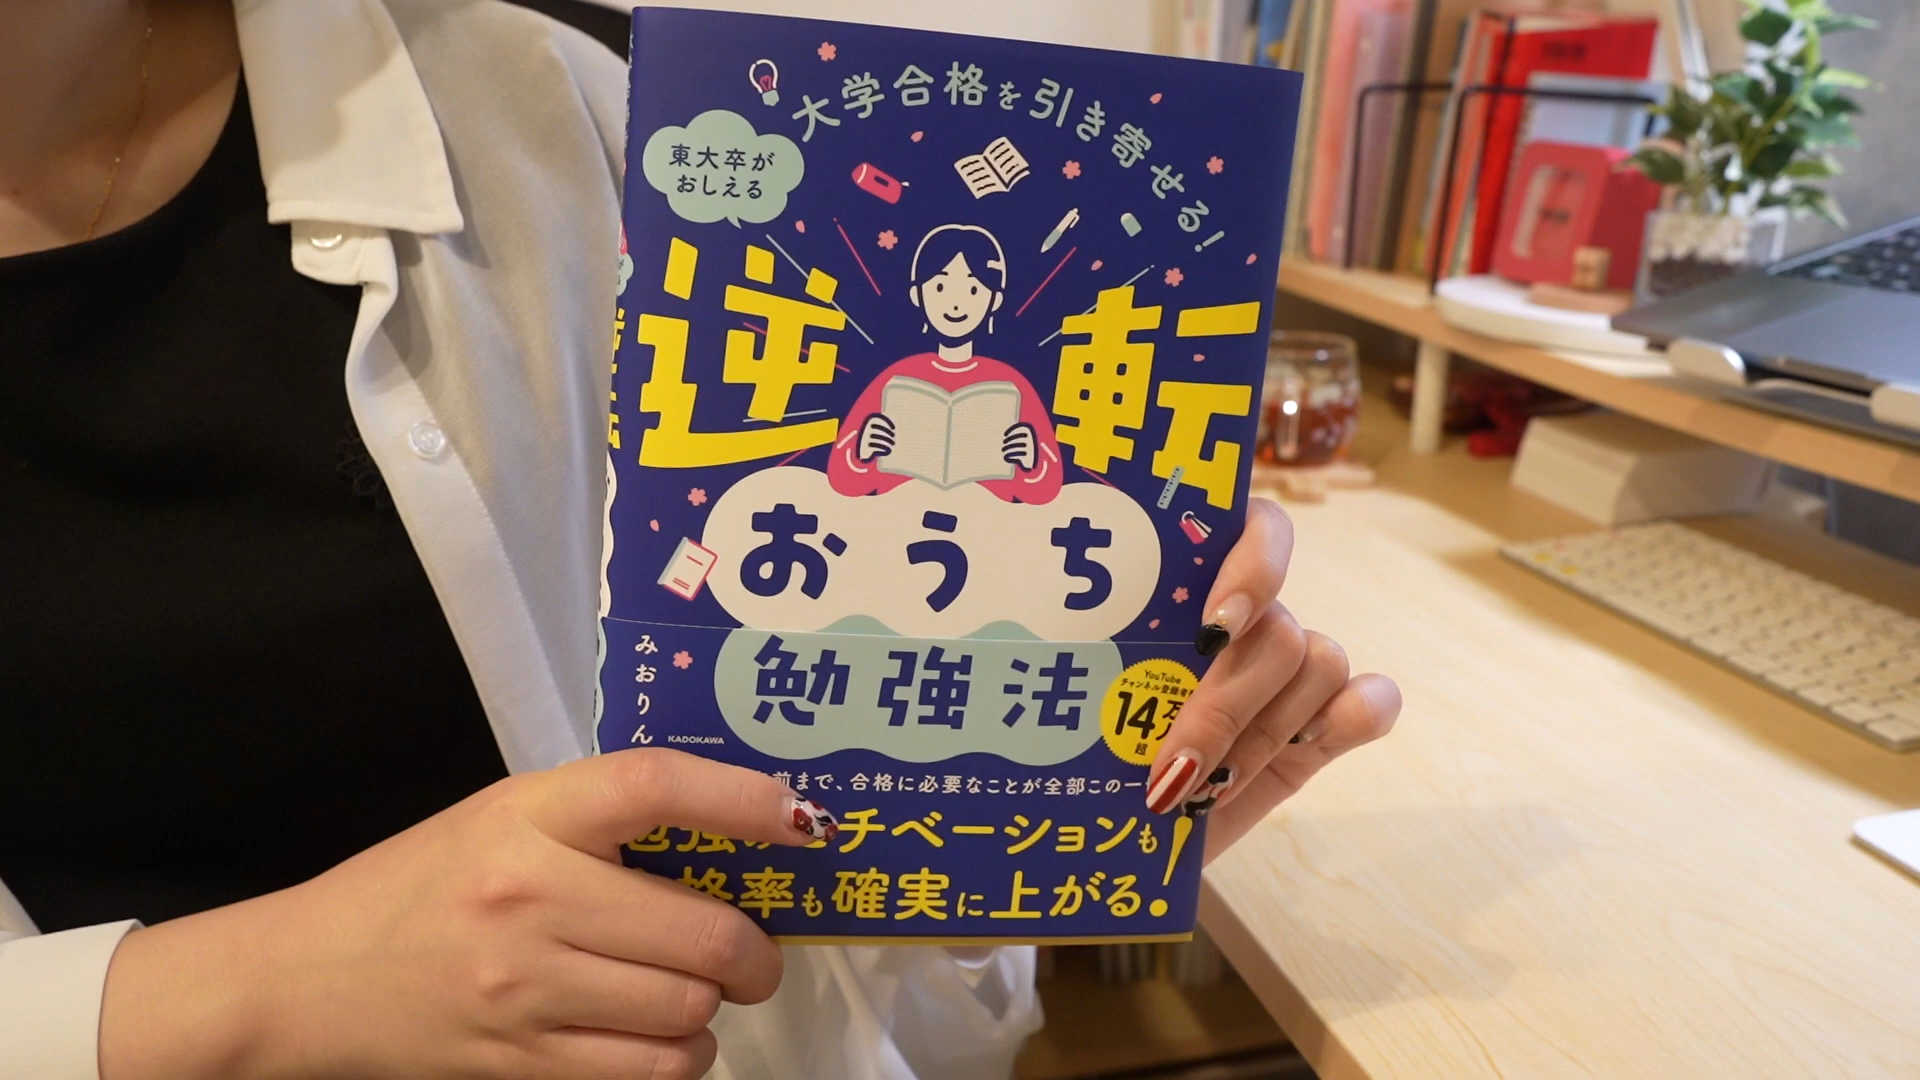 大学合格を引き寄せる!
東大卒が
おしえる
逆転
おうち
勉強法
みおりん
KADOKAWA
YouTube
チャンネル登録者
14万
超
前まで、合格に必要なことが全部この一
チベーションも
率も確実に上がる!